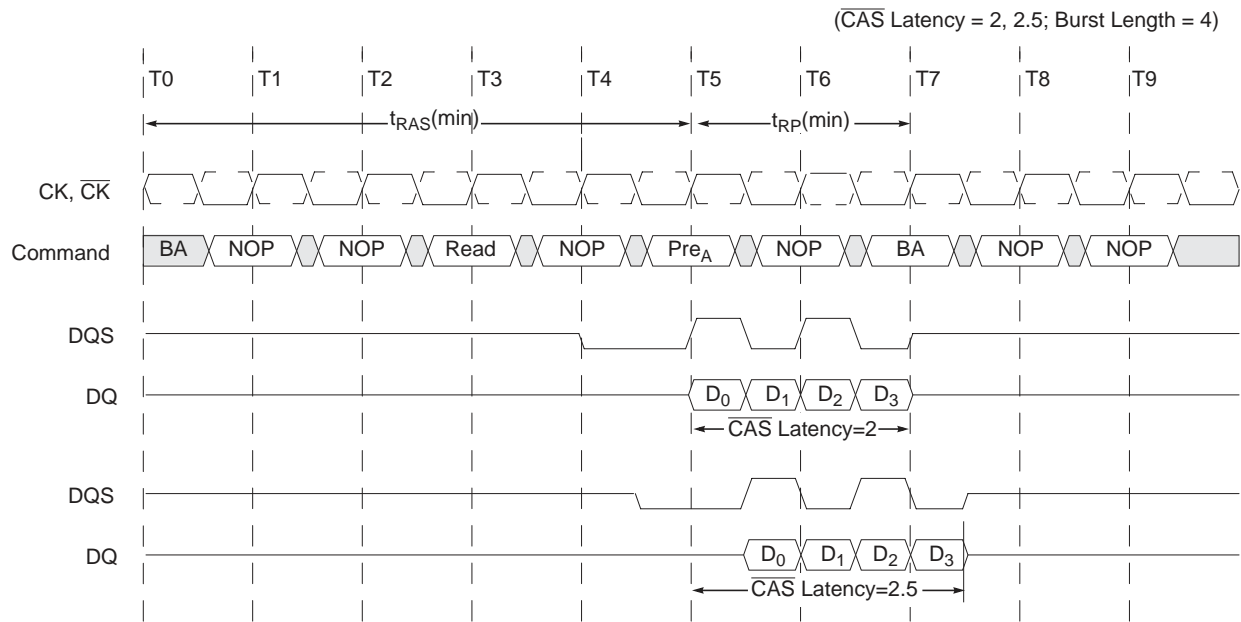 (CAS Latency = 2, 2.5; Burst Length = 4)
T0 T1 T2 T3 T4 T5 T6 T7 T8 T9
tRAS(min) tRP(min)
CK, CK
Command BA NOP NOP Read NOP PreA NOP BA NOP NOP
DQS
DQ D0 D1 D2 D3
CAS Latency=2
DQS
DQ D0 D1 D2 D3
CAS Latency=2.5